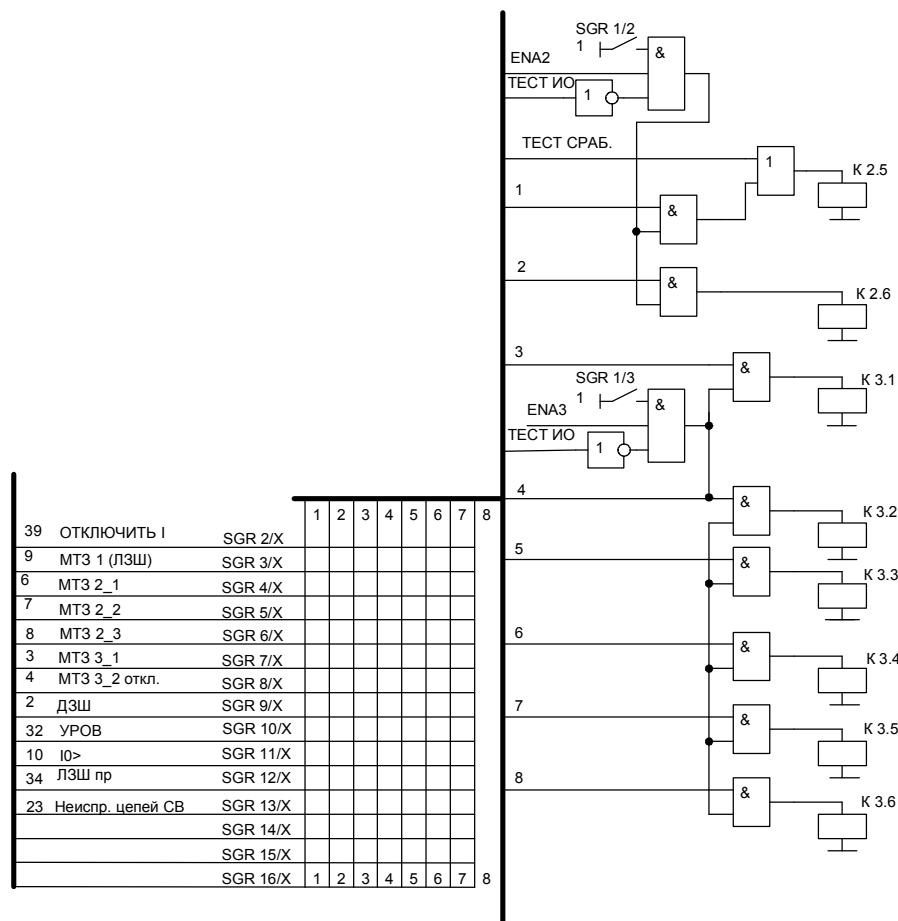 SGR 1/2
1
&
ENA2
ТЕСТ ИО
1
ТЕСТ СРАБ.
1
К 2.5
1
&
2
&
К 2.6
3
&
К 3.1
SGR 1/3
1
&
ENA3
ТЕСТ ИО
1
4
&
К 3.2
1 2 3 4 5 6 7 8
39 ОТКЛЮЧИТЬ I SGR 2/X
9 МТЗ 1 (ЛЗШ) SGR 3/X
5
&
К 3.3
6 МТЗ 2_1 SGR 4/X
7 МТЗ 2_2 SGR 5/X
8 МТЗ 2_3 SGR 6/X
6
&
К 3.4
3 МТЗ 3_1 SGR 7/X
4 МТЗ 3_2 откл. SGR 8/X
2 ДЗШ SGR 9/X
7
&
К 3.5
32 УРОВ SGR 10/X
10 I0> SGR 11/X
34 ЛЗШ пр SGR 12/X
8
&
К 3.6
23 Неиспр. цепей СВ SGR 13/X
SGR 14/X
SGR 15/X
SGR 16/X 1 2 3 4 5 6 7 8